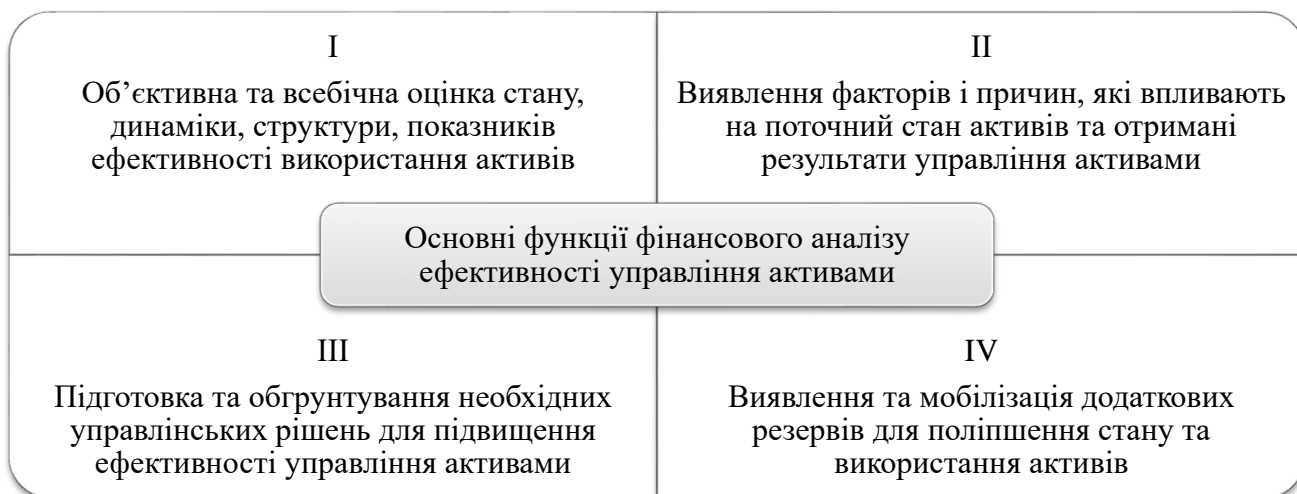 I
Об’єктивна та всебічна оцінка стану,
динаміки, структури, показників
ефективності використання активів
II
Виявлення факторів і причин, які впливають
на поточний стан активів та отримані
результати управління активами
Основні функції фінансового аналізу
ефективності управління активами
III
Підготовка та обгрунтування необхідних
управлінських рішень для підвищення
ефективності управління активами
IV
Виявлення та мобілізація додаткових
резервів для поліпшення стану та
використання активів